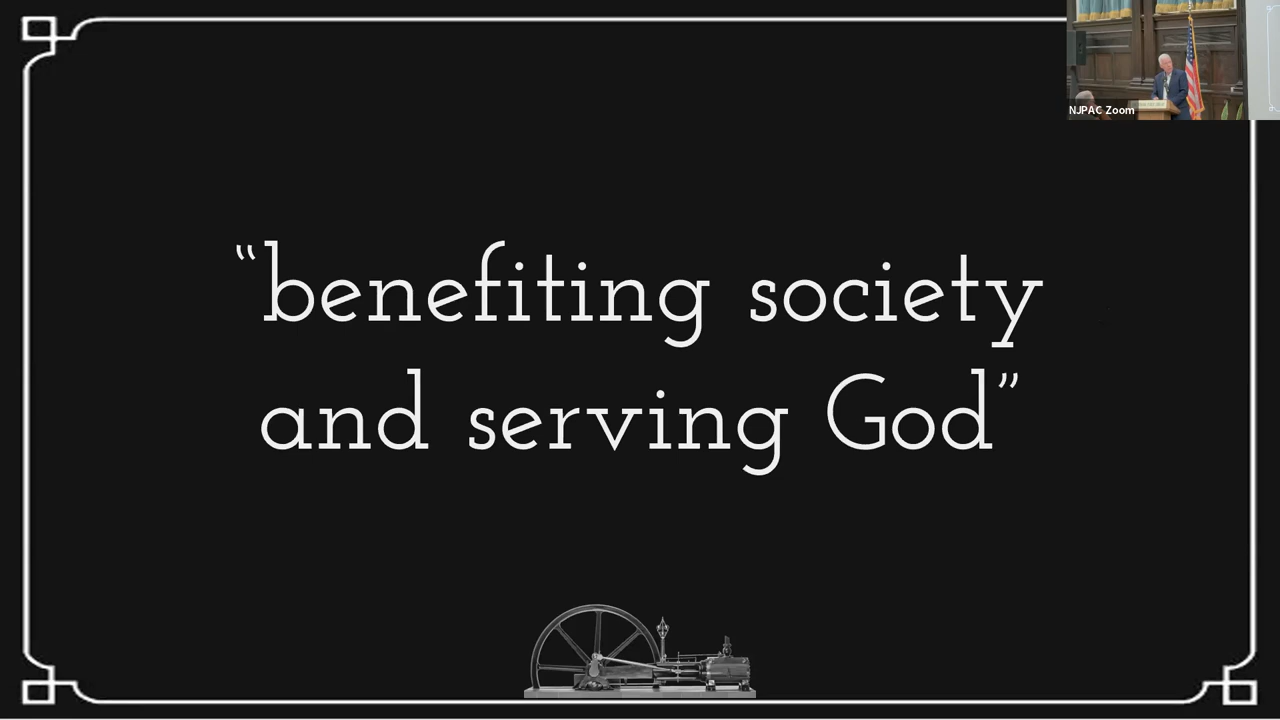 NJPAC Zoom
“benefiting society
and serving God”